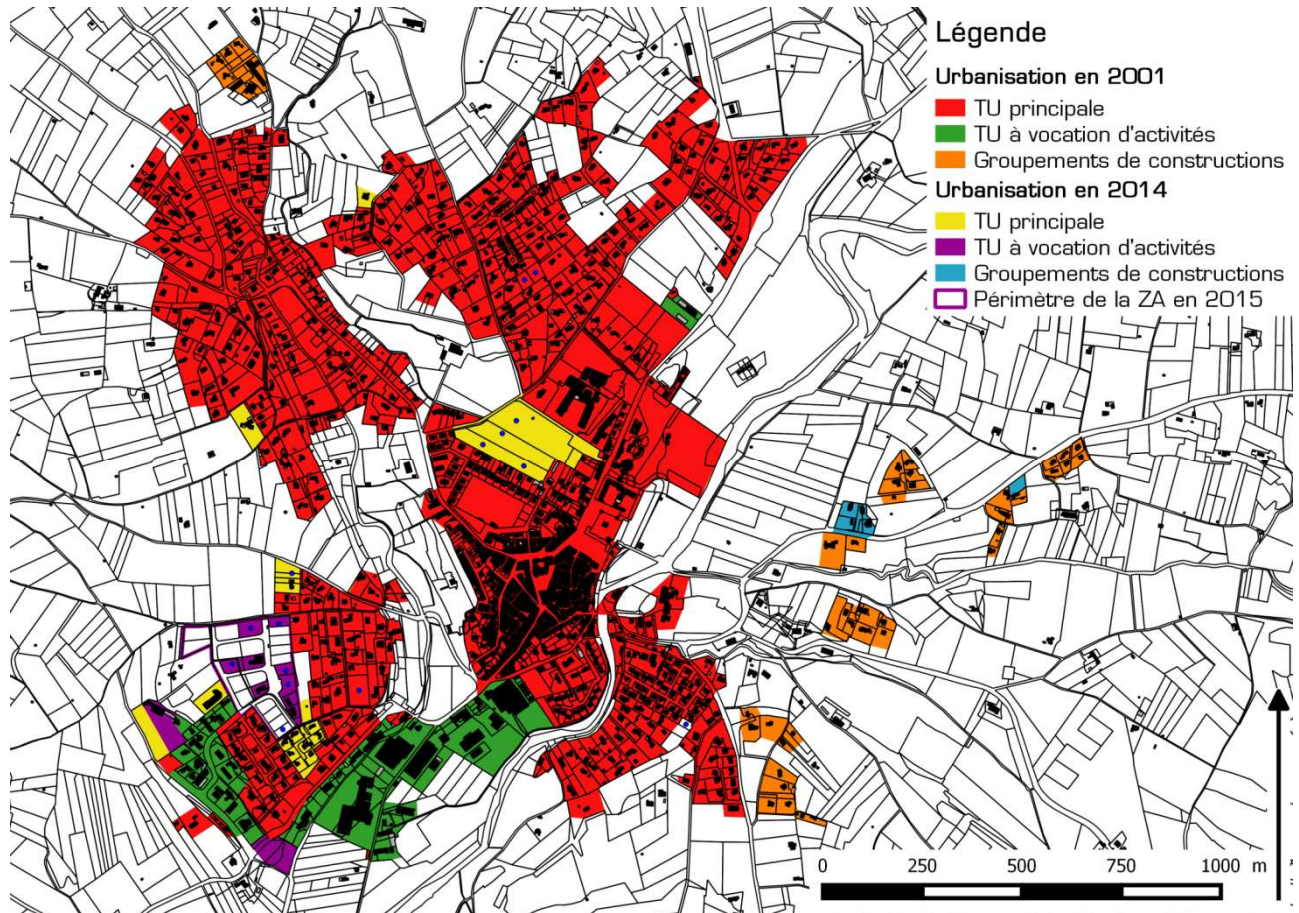 Légende
Urbanisation en 2001
TU principale
TU à vocation d'activités
Groupements de constructions
Urbanisation en 2014
TU principale
TU à vocation d'activités
Groupements de constructions
Périmètre de la ZA en 2015
0 250 500 750 1000 m